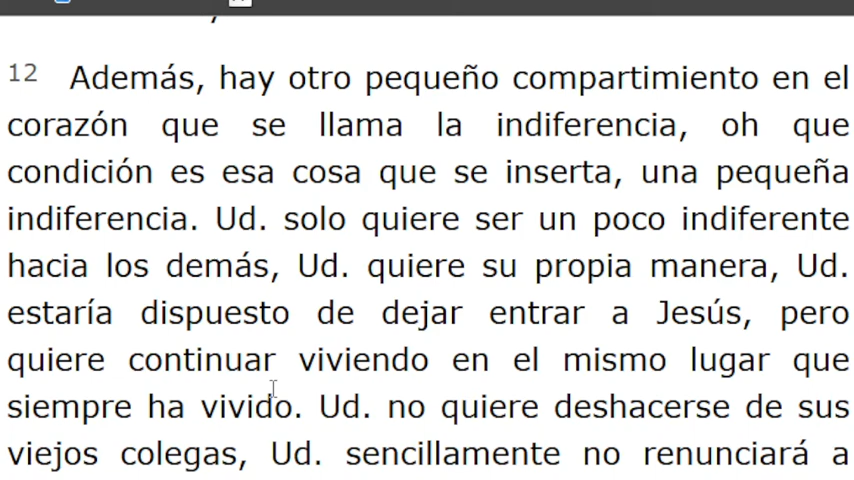 12 Además, hay otro pequeño compartimiento en el
corazón que se llama la indiferencia, oh que
condición es esa cosa que se inserta, una pequeña
indiferencia. Ud. solo quiere ser un poco indiferente
hacia los demás, Ud. quiere su propia manera, Ud.
estaría dispuesto de dejar entrar a Jesús, pero
quiere continuar viviendo en el mismo lugar que
siempre ha vivido. Ud. no quiere deshacerse de sus
viejos colegas, Ud. sencillamente no renunciará a